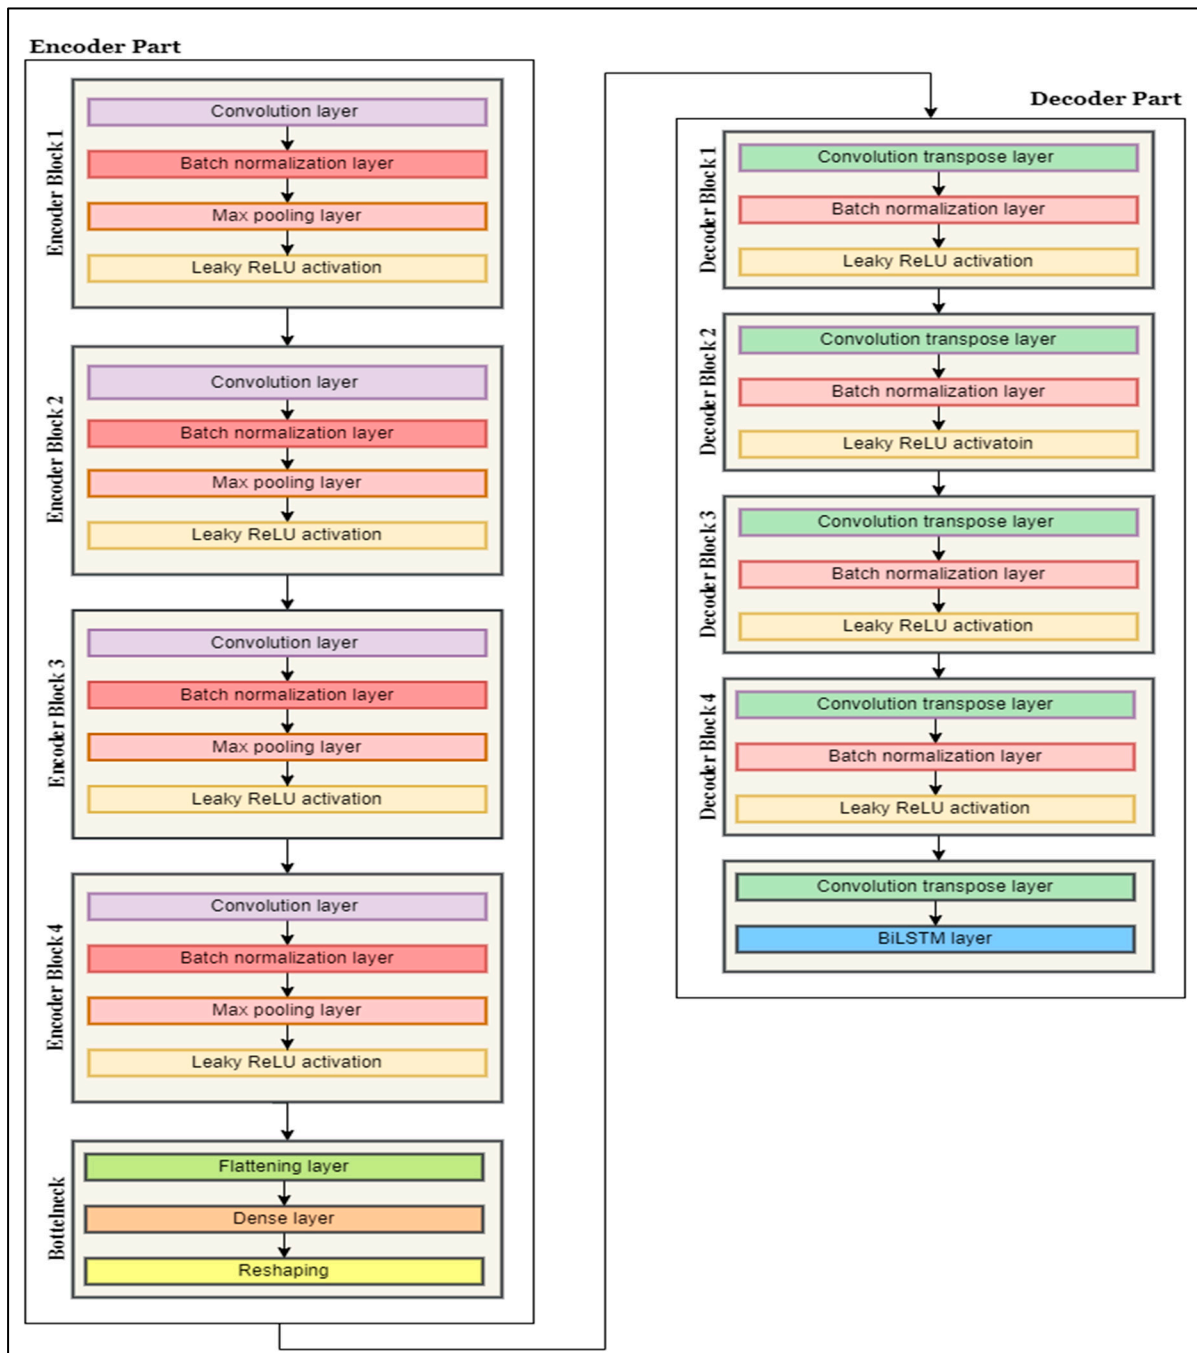 Encoder Part
Encoder Block 1
Convolution layer
Batch normalization layer
Max pooling layer
Leaky ReLU activation
Encoder Block 2
Convolution layer
Batch normalization layer
Max pooling layer
Leaky ReLU activation
Encoder Block 3
Convolution layer
Batch normalization layer
Max pooling layer
Leaky ReLU activation
Encoder Block 4
Convolution layer
Batch normalization layer
Max pooling layer
Leaky ReLU activation
Bottelneck
Flattening layer
Dense layer
Reshaping
Decoder Part
Decoder Block 1
Convolution transpose layer
Batch normalization layer
Leaky ReLU activation
Decoder Block 2
Convolution transpose layer
Batch normalization layer
Leaky ReLU activatoin
Decoder Block 3
Convolution transpose layer
Batch normalization layer
Leaky ReLU activation
Decoder Block 4
Convolution transpose layer
Batch normalization layer
Leaky ReLU activation
Convolution transpose layer
BiLSTM layer